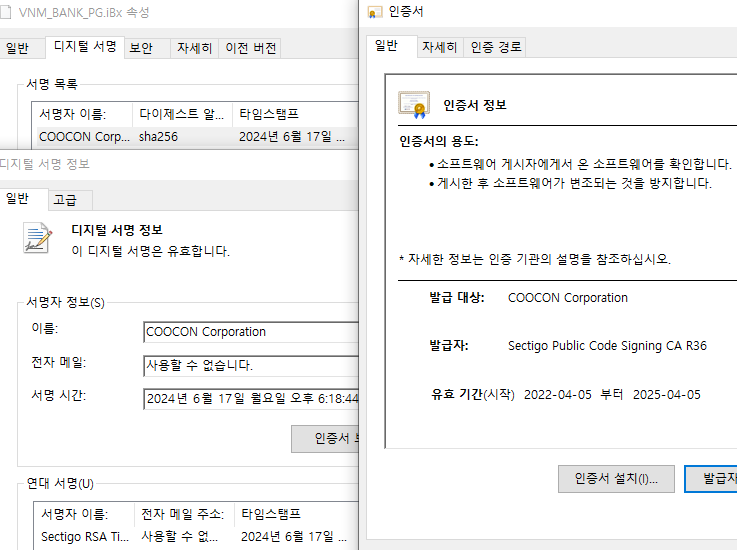 VNM_BANK_PG.iBx 속성
일반 디지털 서명 보안 자세히 이전 버전
서명 목록
서명자 이름: 다이제스트 알... 타임스탬프
COOCON Corp... sha256 2024년 6월 17일 ...
디지털 서명 정보
일반 고급
디지털 서명 정보
이 디지털 서명은 유효합니다.
서명자 정보(S)
이름: COOCON Corporation
전자 메일: 사용할 수 없습니다.
서명 시간: 2024년 6월 17일 월요일 오후 6:18:44
인증서
연대 서명(U)
서명자 이름: 전자 메일 주소: 타임스탬프
Sectigo RSA Ti... 사용할 수 없... 2024년 6월 17일 ...
인증서
일반 자세히 인증 경로
인증서 정보
인증서의 용도:
• 소프트웨어 게시자에게서 온 소프트웨어를 확인합니다.
• 게시한 후 소프트웨어가 변조되는 것을 방지합니다.
* 자세한 정보는 인증 기관의 설명을 참조하십시오.
발급 대상: COOCON Corporation
발급자: Sectigo Public Code Signing CA R36
유효 기간(시작) 2022-04-05 부터 2025-04-05
인증서 설치(I)... 발급자